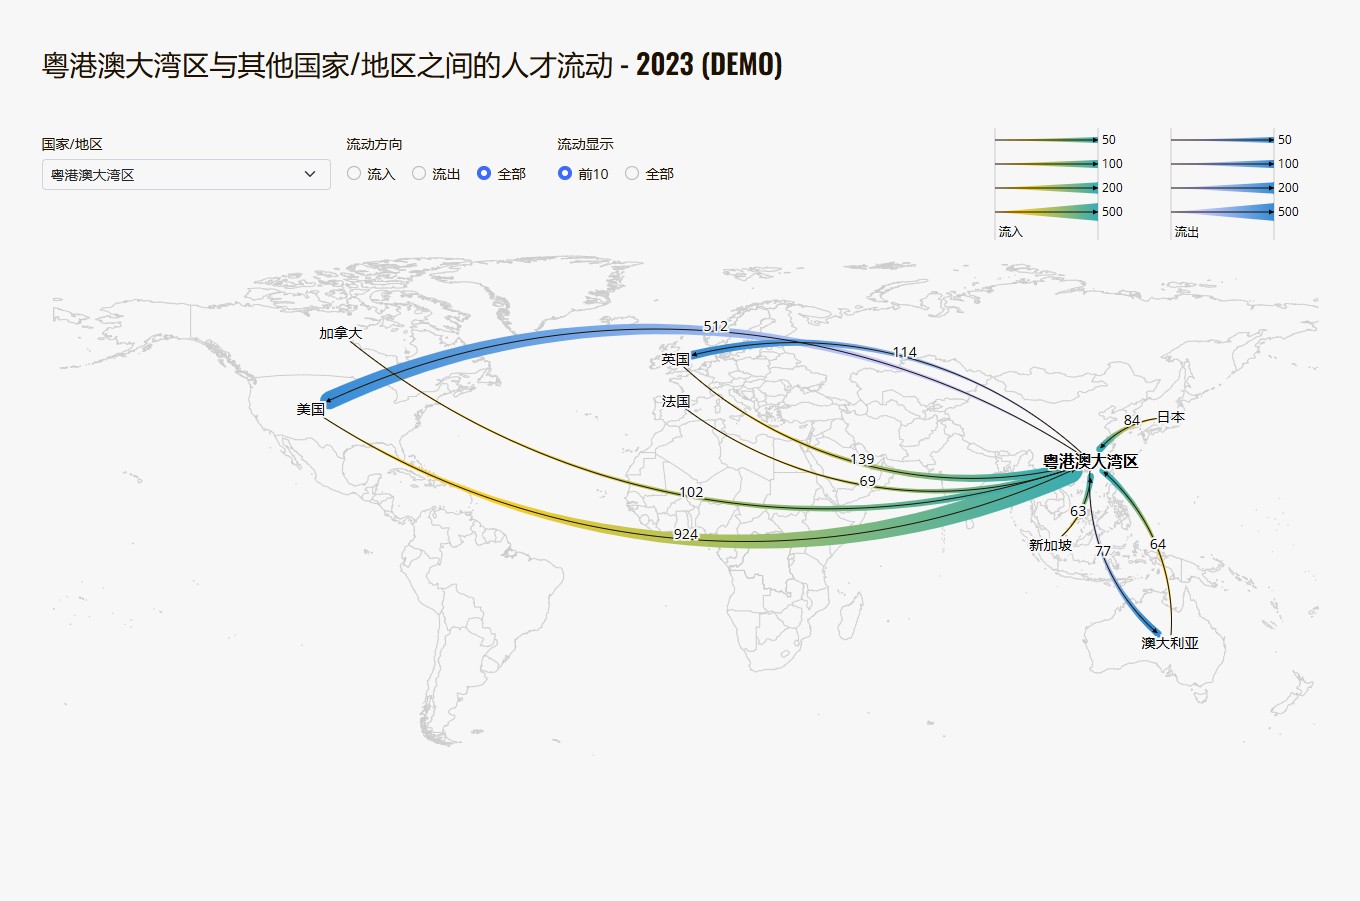 粤港澳大湾区与其他国家/地区之间的人才流动 - 2023 (DEMO)
国家/地区
流动方向
流动显示
粤港澳大湾区
流入
流出
全部
前10
全部
50
100
200
500
流入
50
100
200
500
流出
加拿大
512
英国
114
美国
法国
84
日本
139
粤港澳大湾区
69
102
63
924
新加坡
77
64
澳大利亚